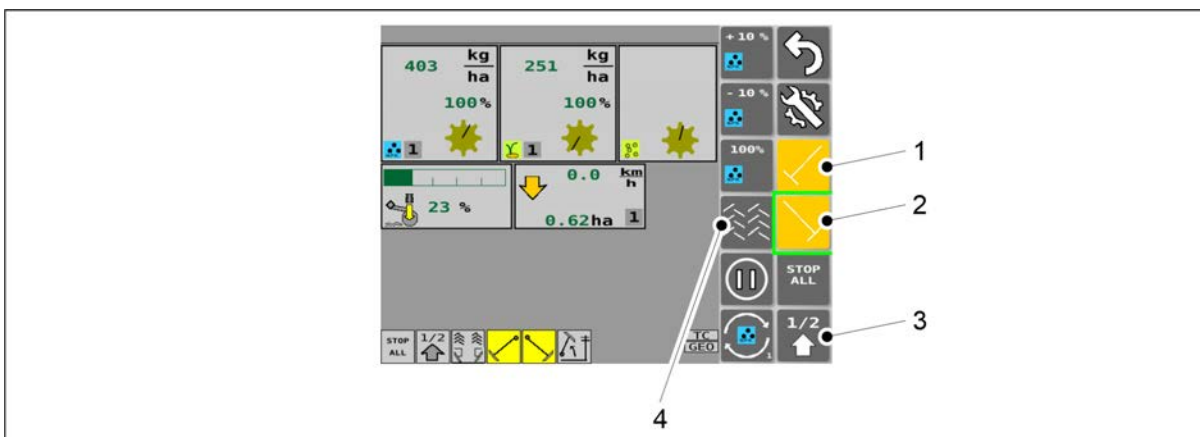 +10 %
403 kg/ha 251 kg/ha
100% 100%
- 10 %
1 1
100%
1
0.0 km/h
23 %
2
0.62ha 1
STOP ALL
1/2
3
STOP ALL 1/2
TC GEO
1
4